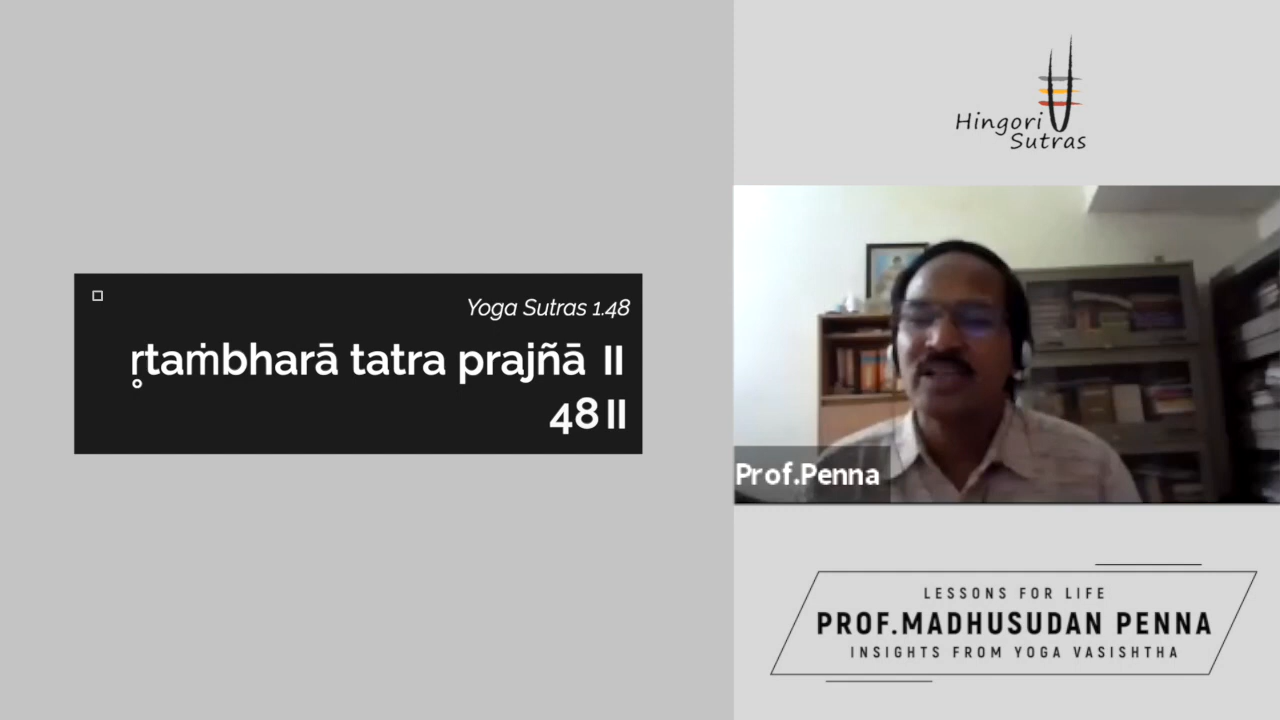 Yoga Sutras 1.48
r̥taṁbharā tatra prajñā II
48 II
Hingori
Sutras
Prof.Penna
LESSONS FOR LIFE
PROF.MADHUSUDAN PENNA
INSIGHTS FROM YOGA VASISHTHA